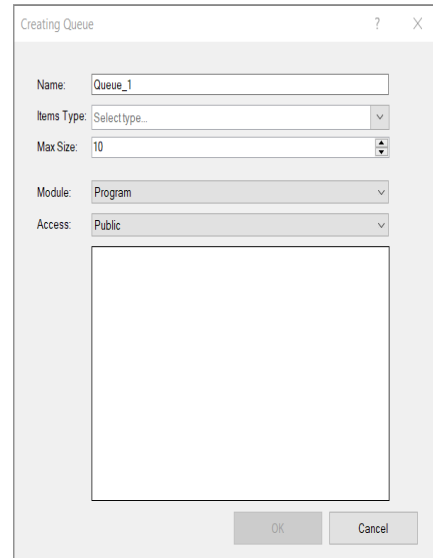 Creating Queue ? X
Name: Queue_1
Items Type: Select type...
Max Size: 10
Module: Program
Access: Public
OK Cancel